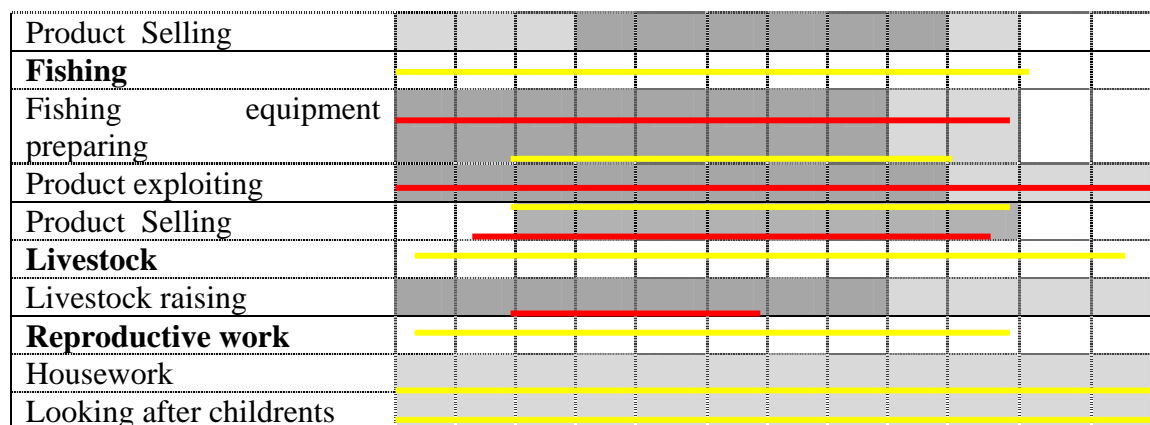 Product Selling
Fishing
Fishing equipment
preparing
Product exploiting
Product Selling
Livestock
Livestock raising
Reproductive work
Housework
Looking after childrents